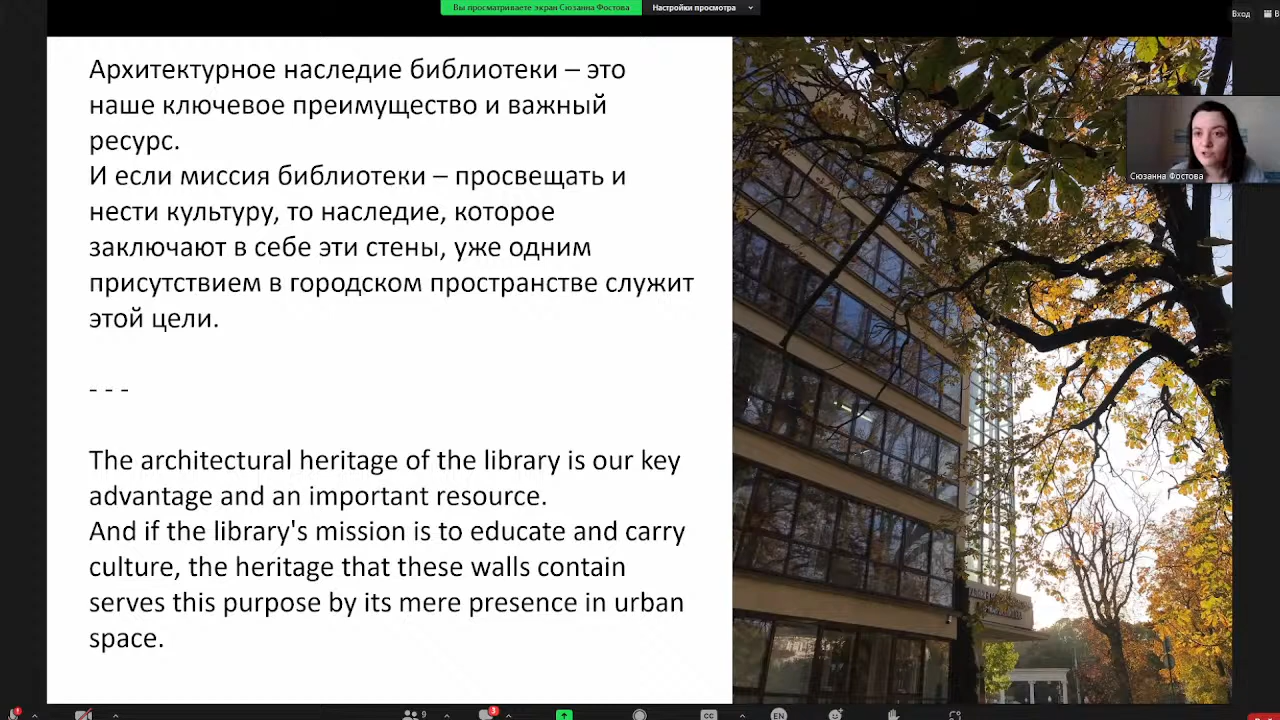 Вы просматриваете экран Сюзанна Фостова
Настройки просмотра
Вход
Архитектурное наследие библиотеки – это
наше ключевое преимущество и важный
ресурс.
И если миссия библиотеки – просвещать и
нести культуру, то наследие, которое
заключают в себе эти стены, уже одним
присутствием в городском пространстве служит
этой цели.
- - -
The architectural heritage of the library is our key
advantage and an important resource.
And if the library's mission is to educate and carry
culture, the heritage that these walls contain
serves this purpose by its mere presence in urban
space.
Сюзанна Фостова
9
3
CC
EN